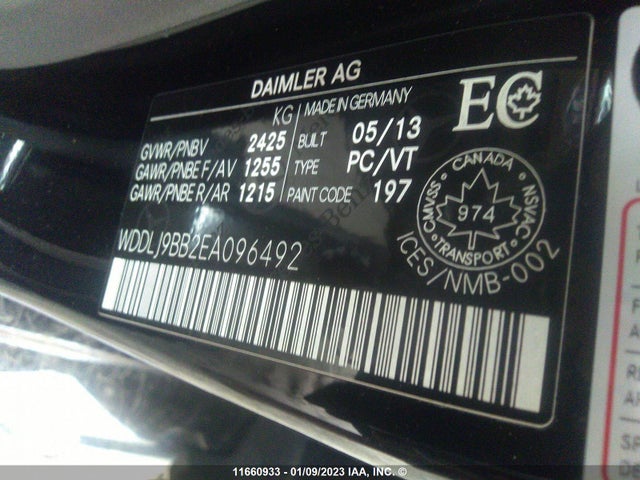 DAIMLER AG
KG MADE IN GERMANY
GVWR/PNBV 2425 BUILT 05/13
GAWR/PNBE F/AV 1255 TYPE PC/VT
GAWR/PNBE R/AR 1215 PAINT CODE 197
EC
CANADA
CMVSS 974 NSVAC
TRANSPORT
ICES/NMB-002
WDDLJ9BB2EA096492
11660933 - 01/09/2023 IAA, INC.